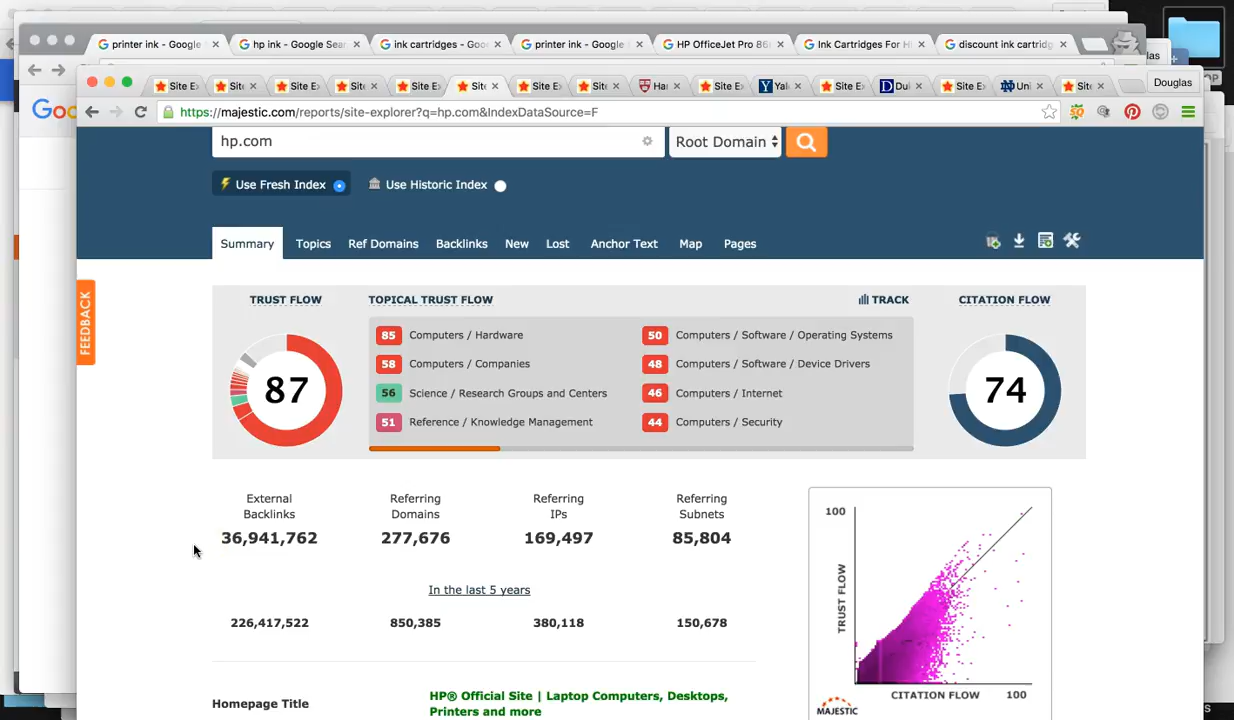 printer ink - Google
hp ink - Google Sear
ink cartridges - Goo
printer ink - Google
HP OfficeJet Pro 86
Ink Cartridges For H
discount ink cartrid
Site Ex
Site
Site E
Site
Site E
Site
Site Ex
Site
Har
Site E
Yal
Site E
Duk
Site E
Uni
Site
Douglas
https://majestic.com/reports/site-explorer?q=hp.com&IndexDataSource=F
Goo
hp.com
Root Domain
Use Fresh Index
Use Historic Index
Summary
Topics
Ref Domains
Backlinks
New
Lost
Anchor Text
Map
Pages
FEEDBACK
TRUST FLOW
TOPICAL TRUST FLOW
TRACK
CITATION FLOW
87
85 Computers / Hardware
58 Computers / Companies
56 Science / Research Groups and Centers
51 Reference / Knowledge Management
50 Computers / Software / Operating Systems
48 Computers / Software / Device Drivers
46 Computers / Internet
44 Computers / Security
74
External Backlinks
Referring Domains
Referring IPs
Referring Subnets
36,941,762
277,676
169,497
85,804
In the last 5 years
226,417,522
850,385
380,118
150,678
Homepage Title
HP® Official Site | Laptop Computers, Desktops,
Printers and more
100
TRUST FLOW
CITATION FLOW
100
MAJESTIC